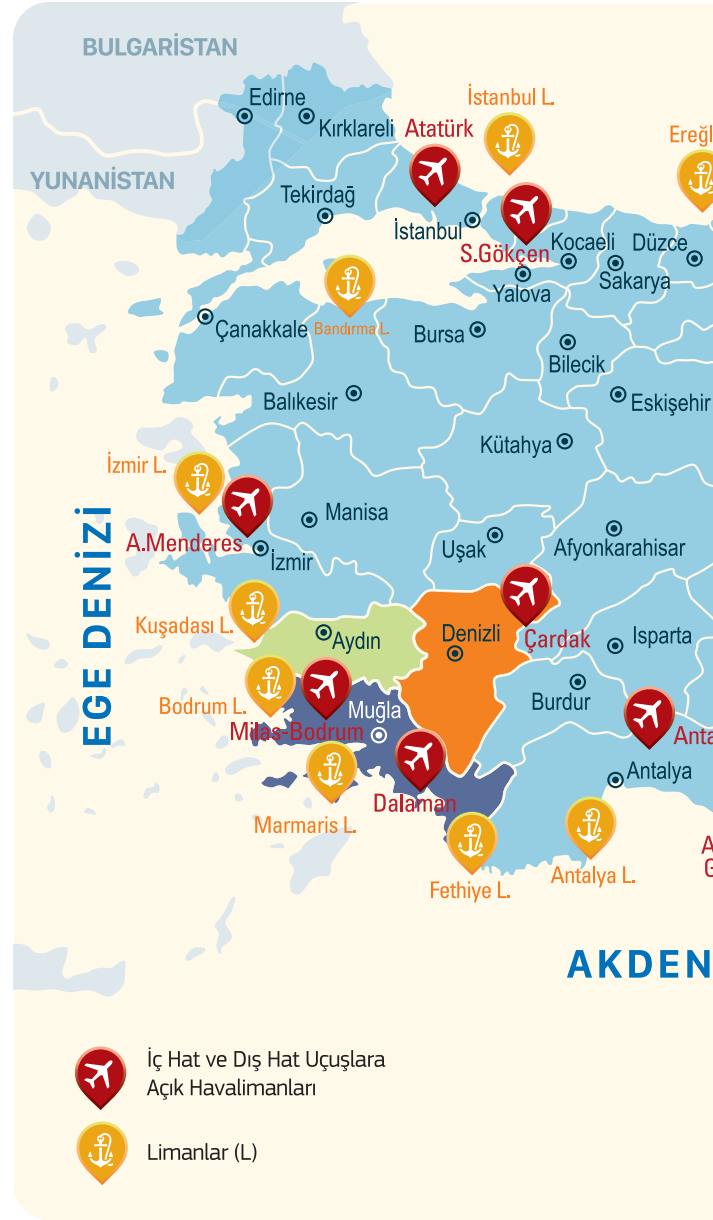 BULGARİSTAN
Edirne
Kırklareli
Atatürk
İstanbul L.
Ereğl
YUNANİSTAN
Tekirdağ
İstanbul
S.Gökçen
Kocaeli
Düzce
Sakarya
Yalova
Çanakkale
Bandırma L.
Bursa
Bilecik
Balıkesir
Eskişehir
Kütahya
İzmir L.
Manisa
A.Menderes
İzmir
Uşak
Afyonkarahisar
EGE DENİZİ
Kuşadası L.
Aydın
Denizli
Çardak
Isparta
Bodrum L.
Milas-Bodrum
Muğla
Burdur
Anta
Antalya
Dalaman
Marmaris L.
Fethiye L.
Antalya L.
A
G
AKDEN
İç Hat ve Dış Hat Uçuşlara
Açık Havalimanları
Limanlar (L)